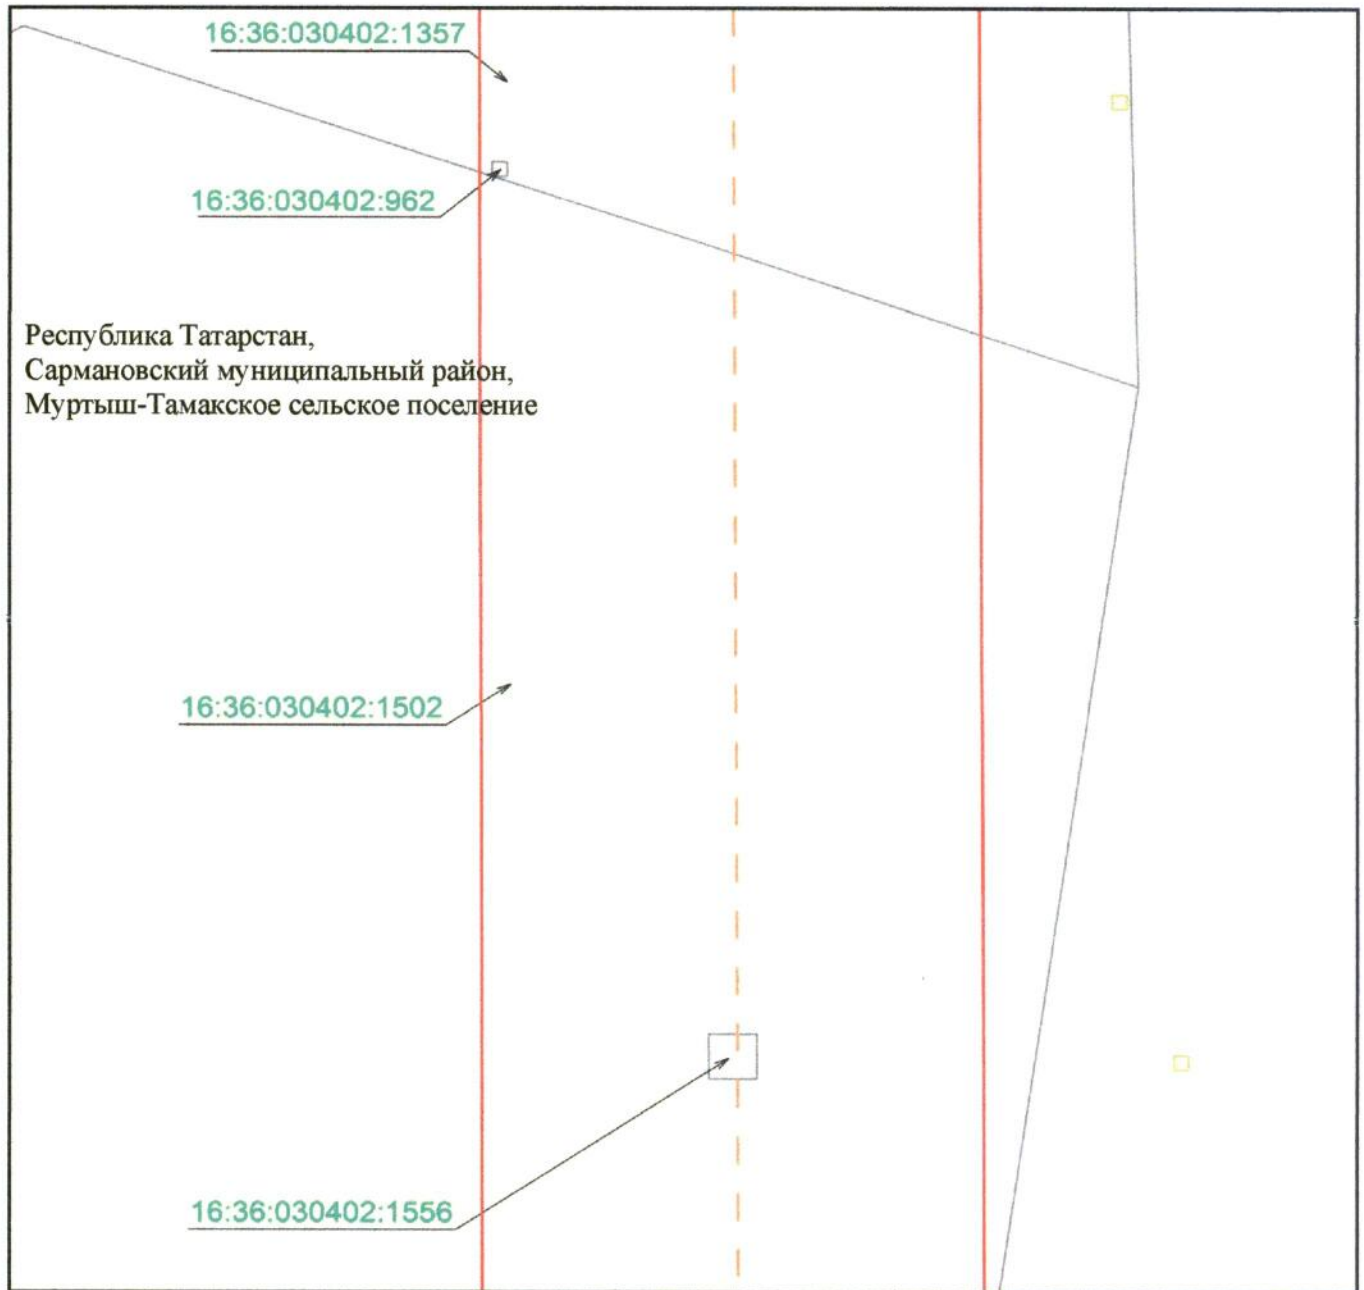 16:36:030402:1357
16:36:030402:962
Республика Татарстан,
Сармановский муниципальный район,
Муртыш-Тамакское сельское поселение
16:36:030402:1502
16:36:030402:1556